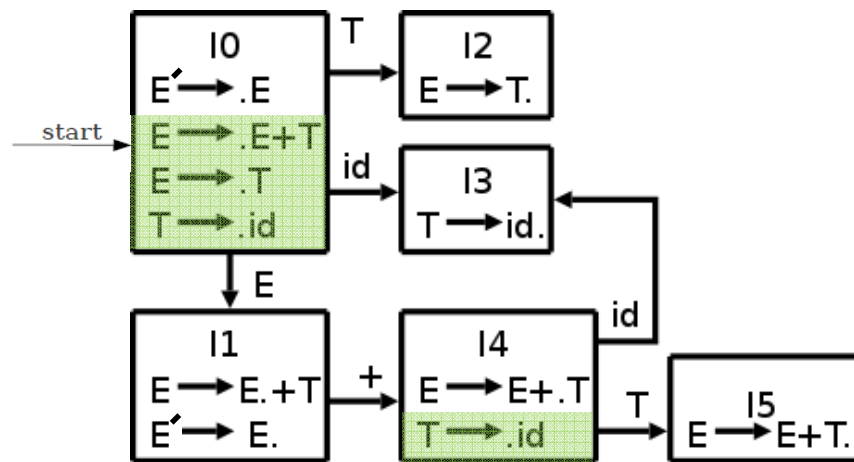 start
I0
E´ → .E
E → .E+T
E → .T
T → .id
T
I2
E → T.
id
I3
T → id.
E
I1
E → E.+T
E´ → E.
+
I4
E → E+.T
T → .id
id
T
I5
E → E+T.